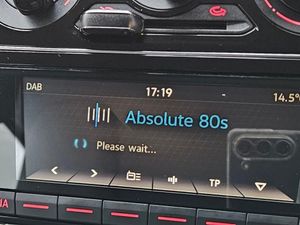 DAB 17:19 - 14.5°
Absolute 80s
Please wait...
TP